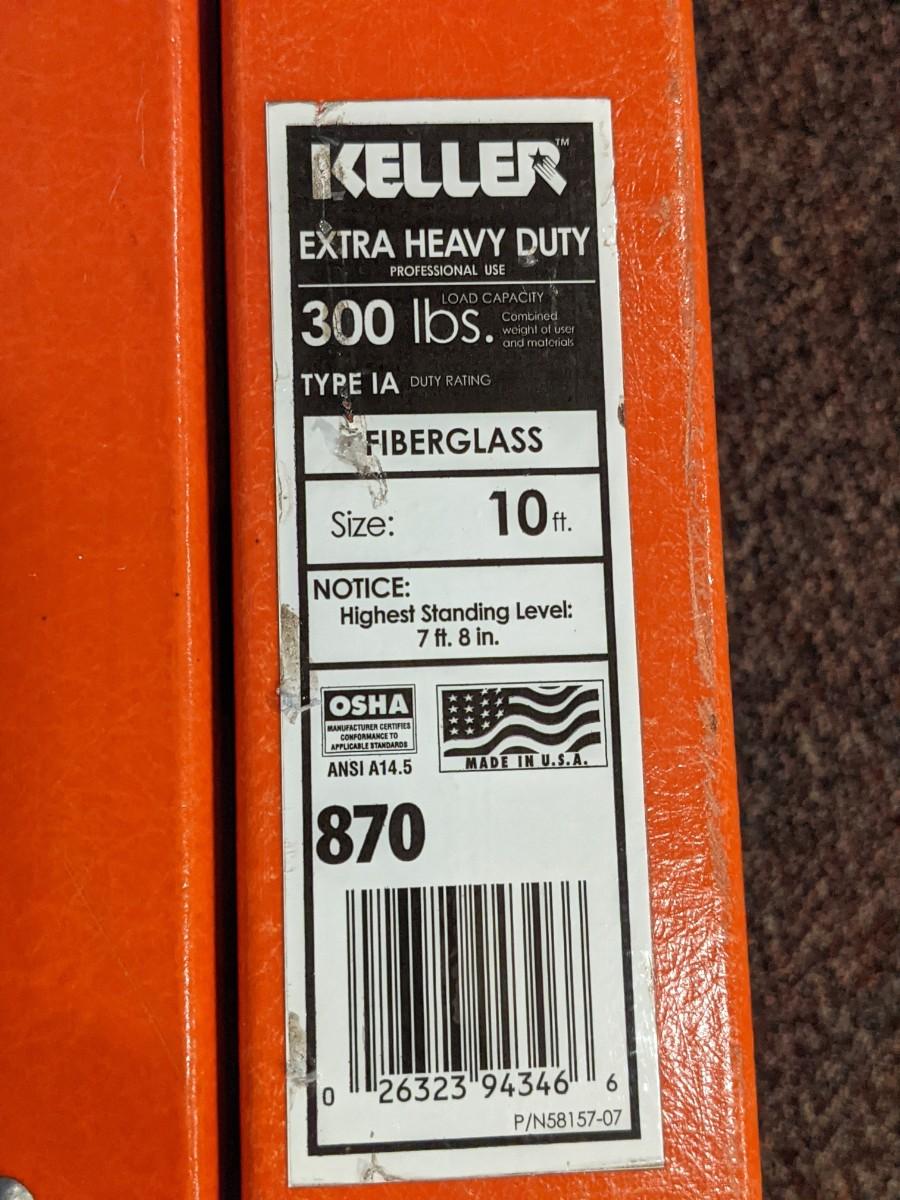 KELLER™
EXTRA HEAVY DUTY
PROFESSIONAL USE
LOAD CAPACITY
300 lbs. Combined
weight of user
and materials
TYPE IA DUTY RATING
FIBERGLASS
Size: 10 ft.
NOTICE:
Highest Standing Level:
7 ft. 8 in.
OSHA
MANUFACTURER CERTIFIES
CONFORMANCE TO
APPLICABLE STANDARDS
ANSI A14.5
MADE IN U.S.A.
870
0 26323 94346 6
P/N58157-07